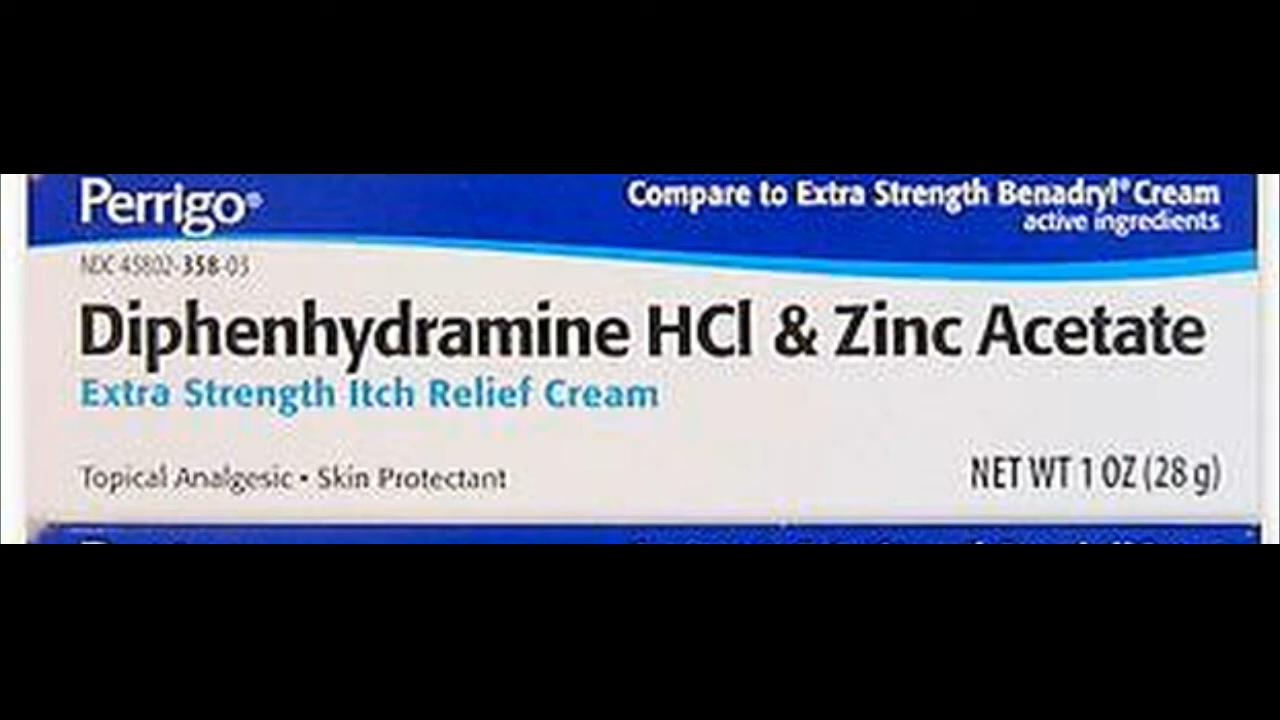 Perrigo®
Compare to Extra Strength Benadryl® Cream
active ingredients
NDC 45802-358-03
Diphenhydramine HCl & Zinc Acetate
Extra Strength Itch Relief Cream
Topical Analgesic • Skin Protectant
NET WT 1 OZ (28 g)